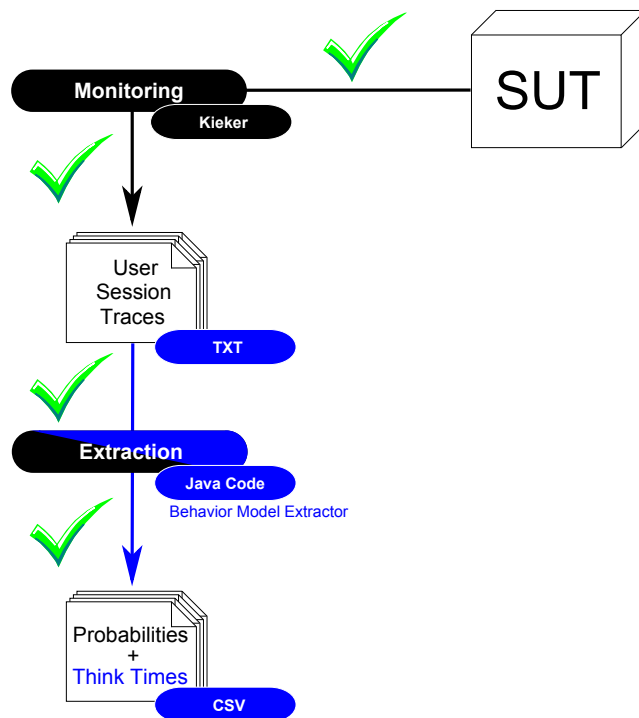 SUT
Monitoring
Kieker
User
Session
Traces
TXT
Extraction
Java Code
Behavior Model Extractor
Probabilities
+
Think Times
CSV